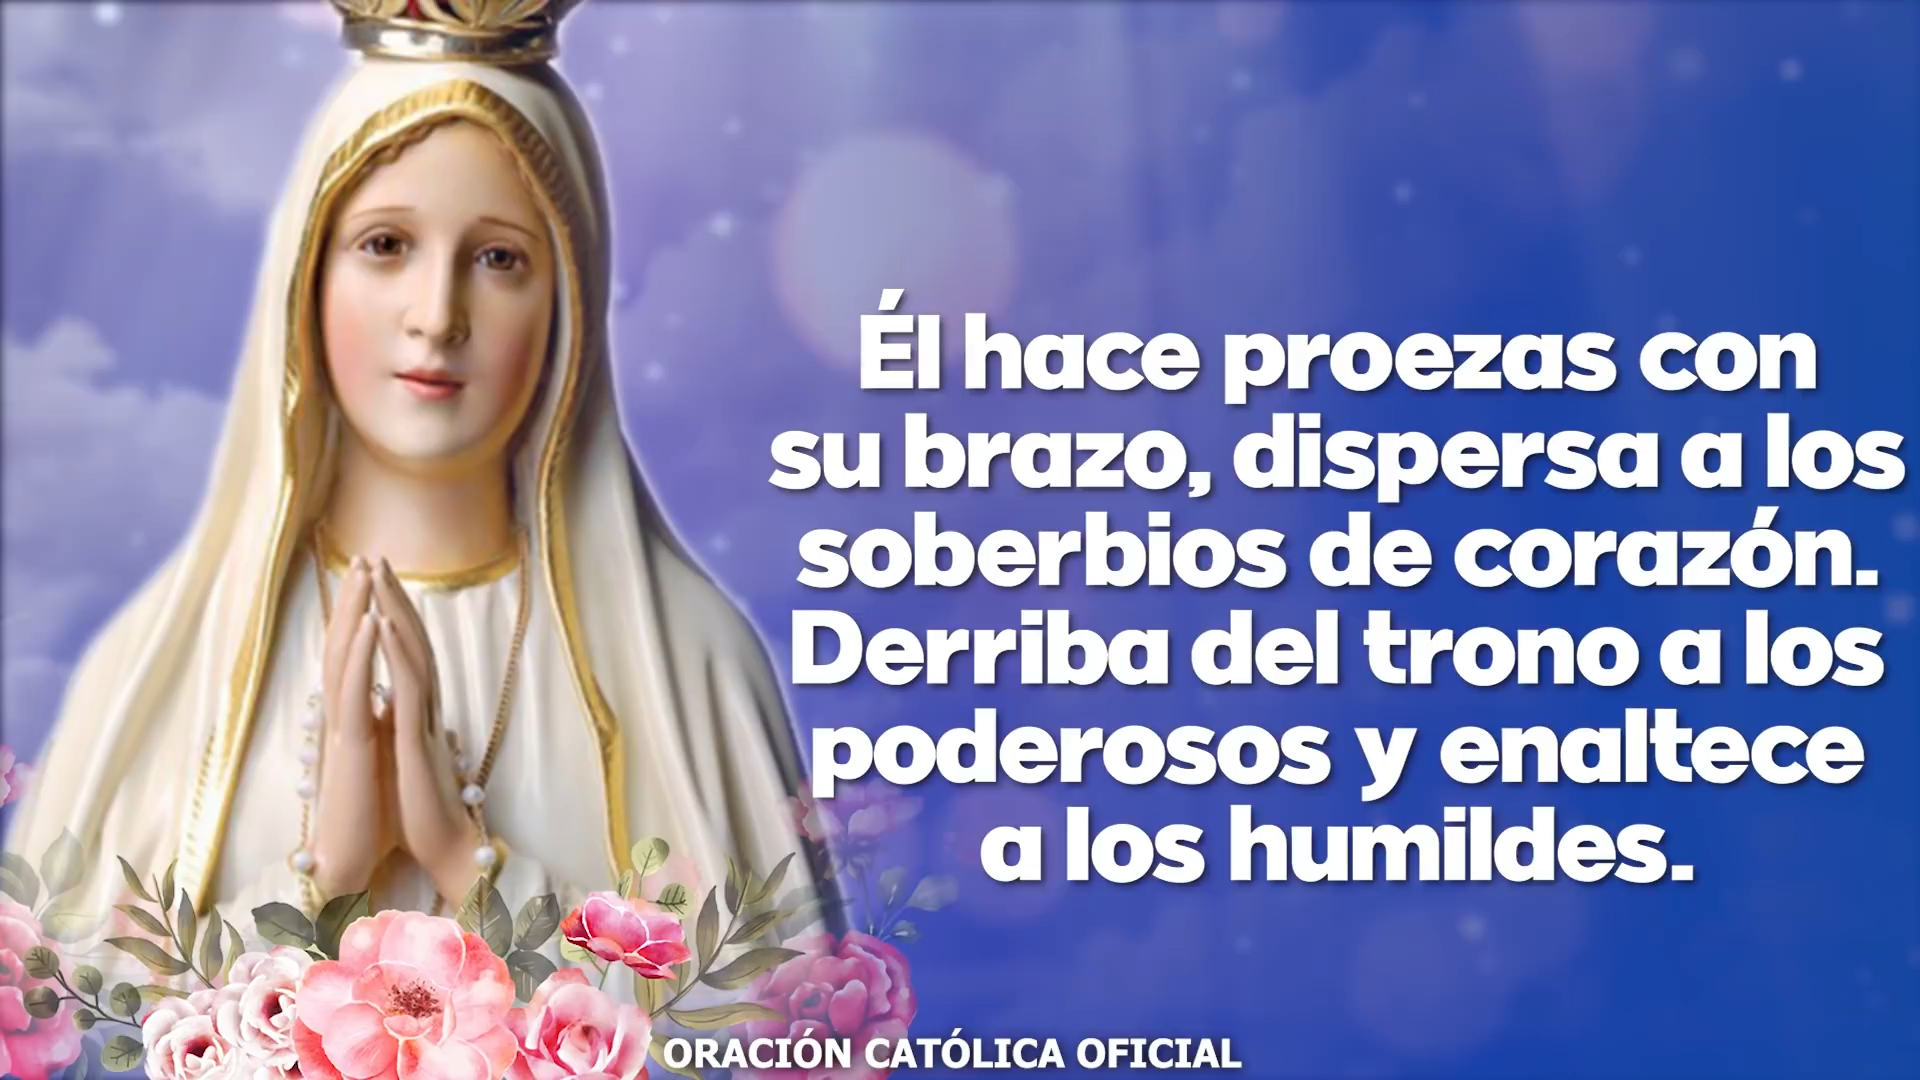 Él hace proezas con
su brazo, dispersa a los
soberbios de corazón.
Derriba del trono a los
poderosos y enaltece
a los humildes.
ORACIÓN CATÓLICA OFICIAL